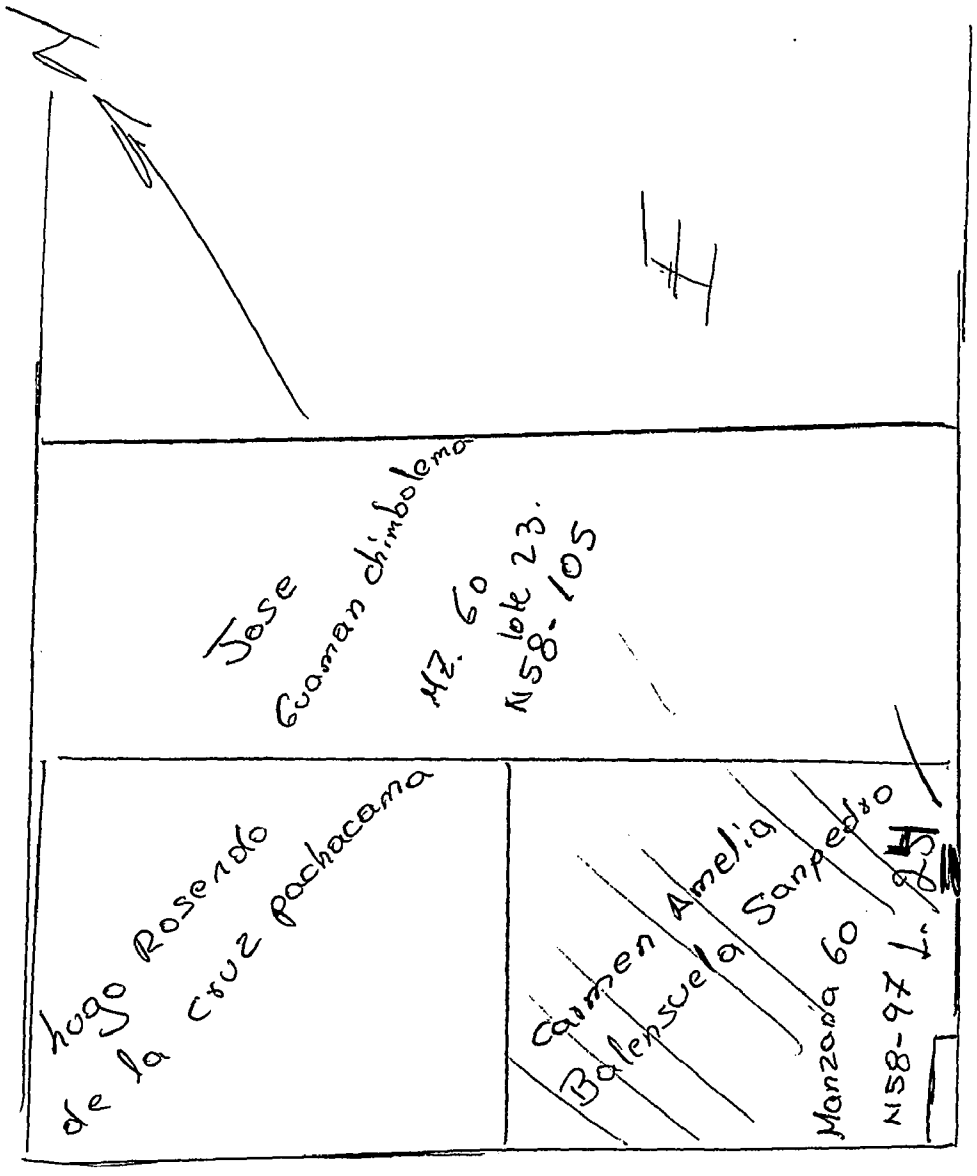 N
Jose
Guaman chimbolema
MZ. 60
lote 23.
N58-105
hugo Rosendo
de la cruz pachacama
Carmen Amelia
Balensuela Sanpedro
Manzana 60
N58-97 L.